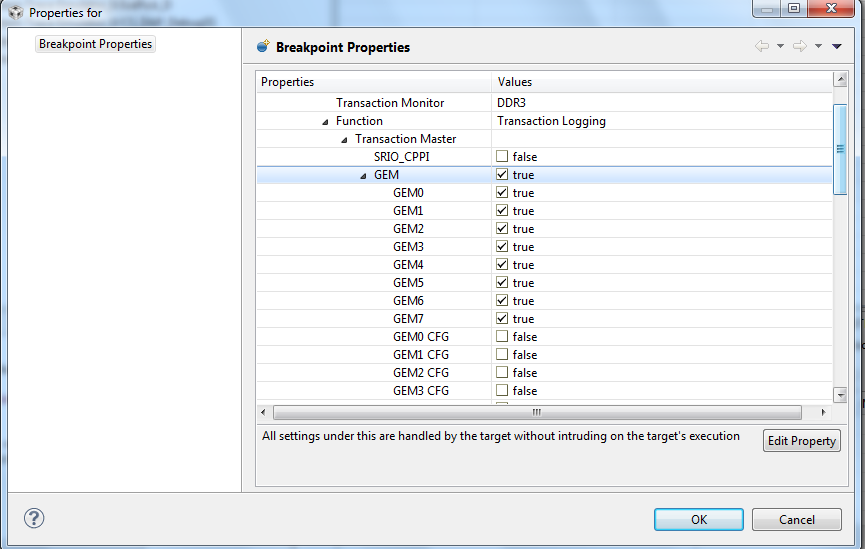 Properties for
Breakpoint Properties
Breakpoint Properties
Properties Values
Transaction Monitor DDR3
Function Transaction Logging
Transaction Master
SRIO_CPPI false
GEM true
GEM0 true
GEM1 true
GEM2 true
GEM3 true
GEM4 true
GEM5 true
GEM6 true
GEM7 true
GEM0 CFG false
GEM1 CFG false
GEM2 CFG false
GEM3 CFG false
All settings under this are handled by the target without intruding on the target's execution
Edit Property
OK Cancel